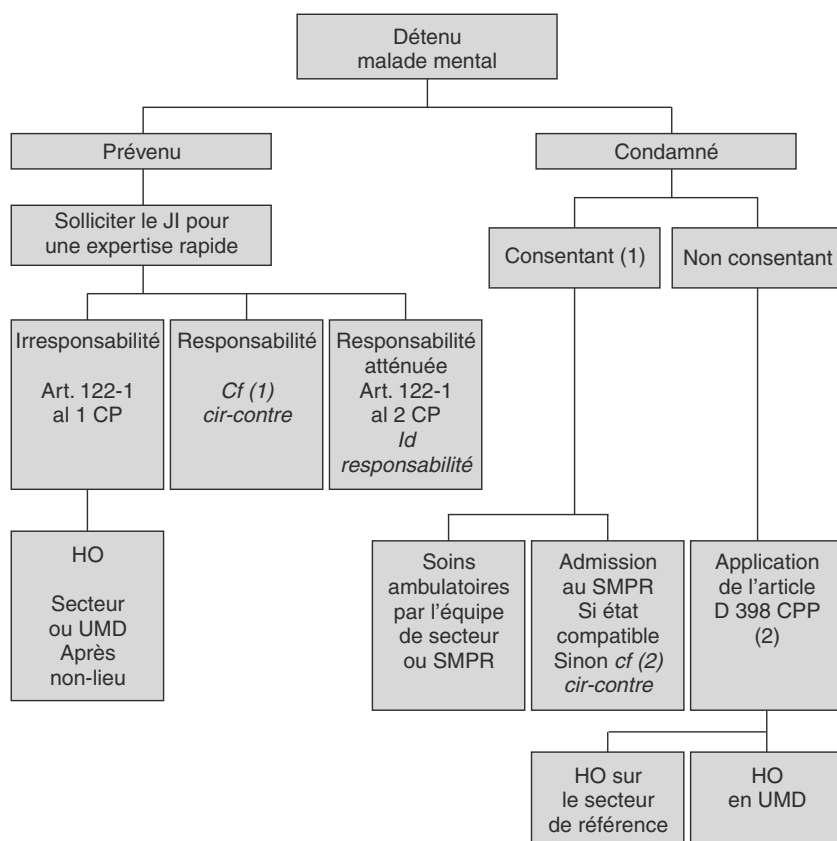 Détenu
malade mental
Prévenu
Condamné
Solliciter le JI pour
une expertise rapide
Consentant (1)
Non consentant
Irresponsabilité
Art. 122-1
al 1 CP
Responsabilité
Cf (1)
cir-contre
Responsabilité
atténuée
Art. 122-1
al 2 CP
Id
responsabilité
HO
Secteur
ou UMD
Après
non-lieu
Soins
ambulatoires
par l’équipe
de secteur
ou SMPR
Admission
au SMPR
Si état
compatible
Sinon cf (2)
cir-contre
Application
de l’article
D 398 CPP
(2)
HO sur
le secteur
de référence
HO
en UMD